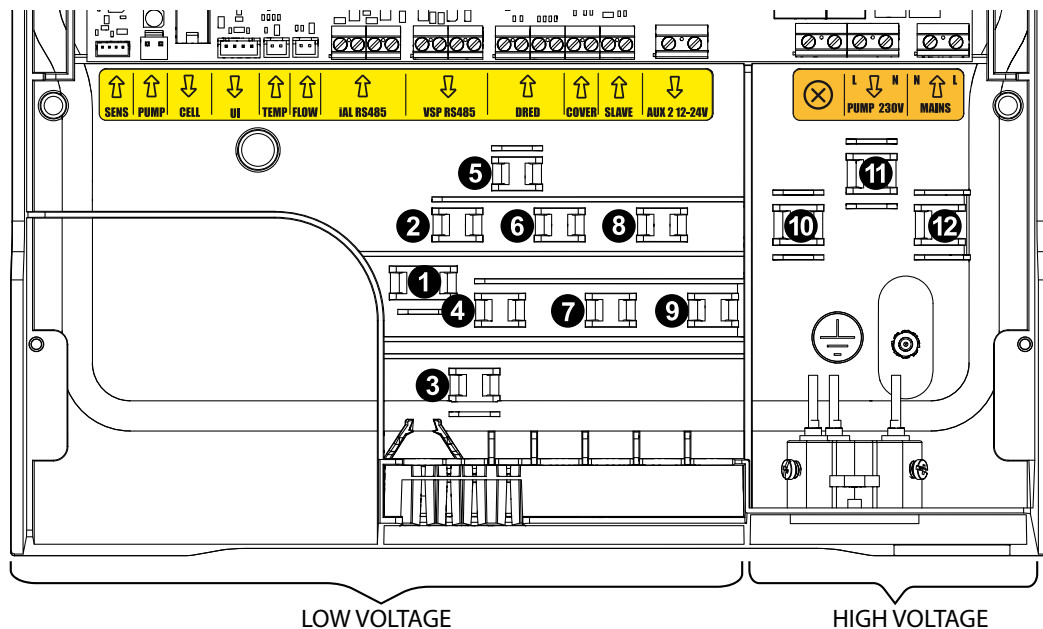 SENS PUMP CELL UI TEMP FLOW iAL RS485 VSP RS485 DRED COVER SLAVE AUX 2 12-24V
L N N L
PUMP 230V MAINS
5
11
2 6 8 10 12
1
4 7 9
3
LOW VOLTAGE HIGH VOLTAGE